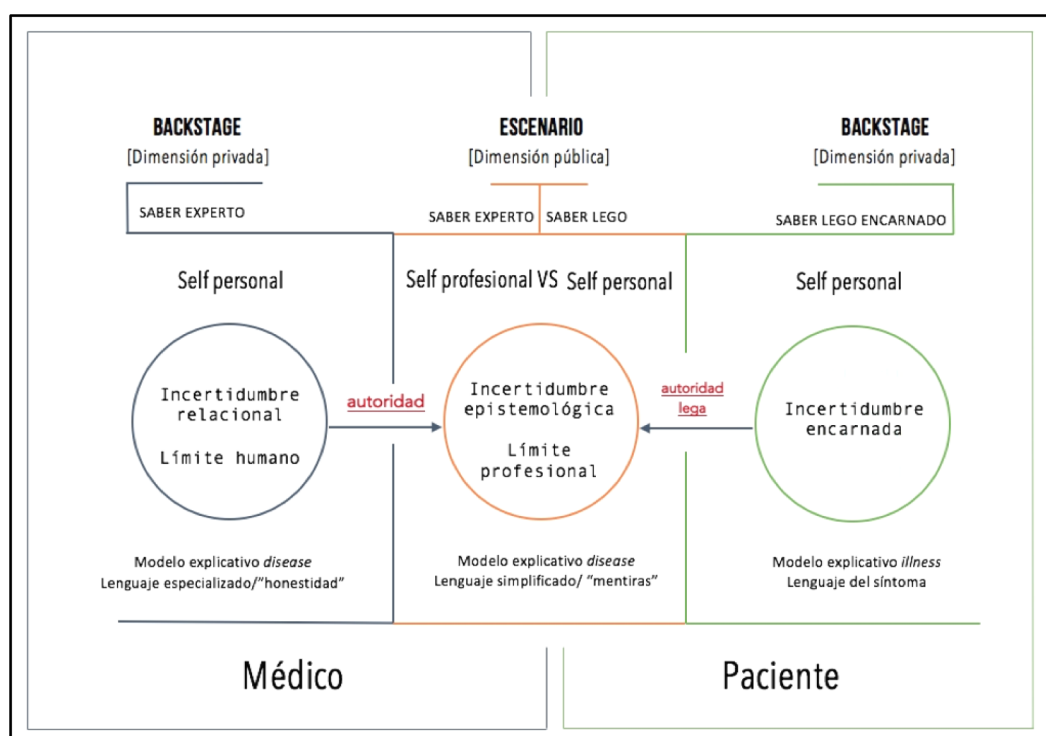 BACKSTAGE
[Dimensión privada]
SABER EXPERTO
ESCENARIO
[Dimensión pública]
SABER EXPERTO
SABER LEGO
BACKSTAGE
[Dimensión privada]
SABER LEGO ENCARNADO
Self personal
Self profesional VS Self personal
Self personal
Incertidumbre
relacional
Límite humano
autoridad
Incertidumbre
epistemológica
Límite
profesional
autoridad
lega
Incertidumbre
encarnada
Modelo explicativo disease
Lenguaje especializado/"honestidad"
Modelo explicativo disease
Lenguaje simplificado/ "mentiras"
Modelo explicativo illness
Lenguaje del síntoma
Médico
Paciente